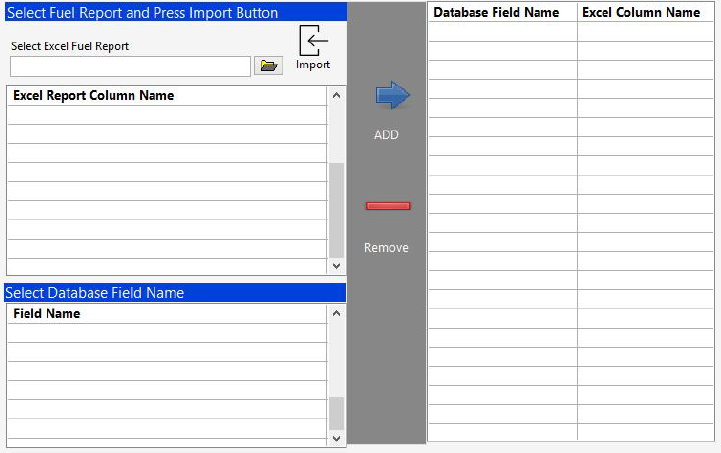 Select Fuel Report and Press Import Button
Select Excel Fuel Report
Import
Excel Report Column Name
Select Database Field Name
Field Name
ADD
Remove
Database Field Name
Excel Column Name